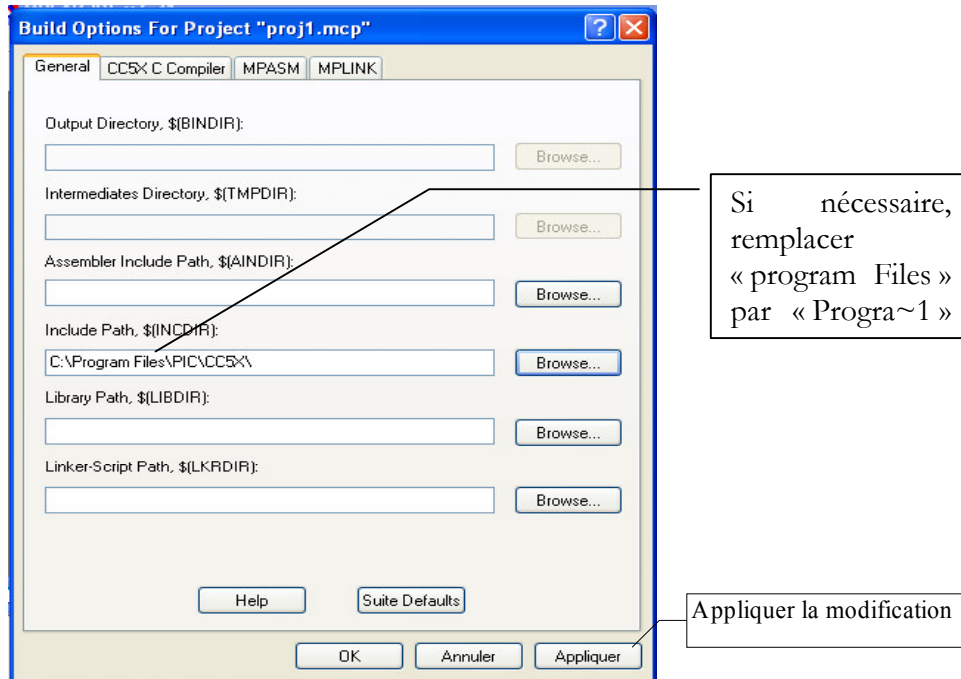 Build Options For Project "proj1.mcp"
General CC5X C Compiler MPASM MPLINK
Output Directory, $(BINDIR):
Browse...
Intermediates Directory, $(TMPDIR):
Browse...
Assembler Include Path, $(AINDIR):
Browse...
Include Path, $(INCDIR):
C:\Program Files\PIC\CC5X\
Browse...
Library Path, $(LIBDIR):
Browse...
Linker-Script Path, $(LKRDIR):
Browse...
Help Suite Defaults
OK Annuler Appliquer
Si nécessaire,
remplacer
« program Files »
par « Progra~1 »
Appliquer la modification